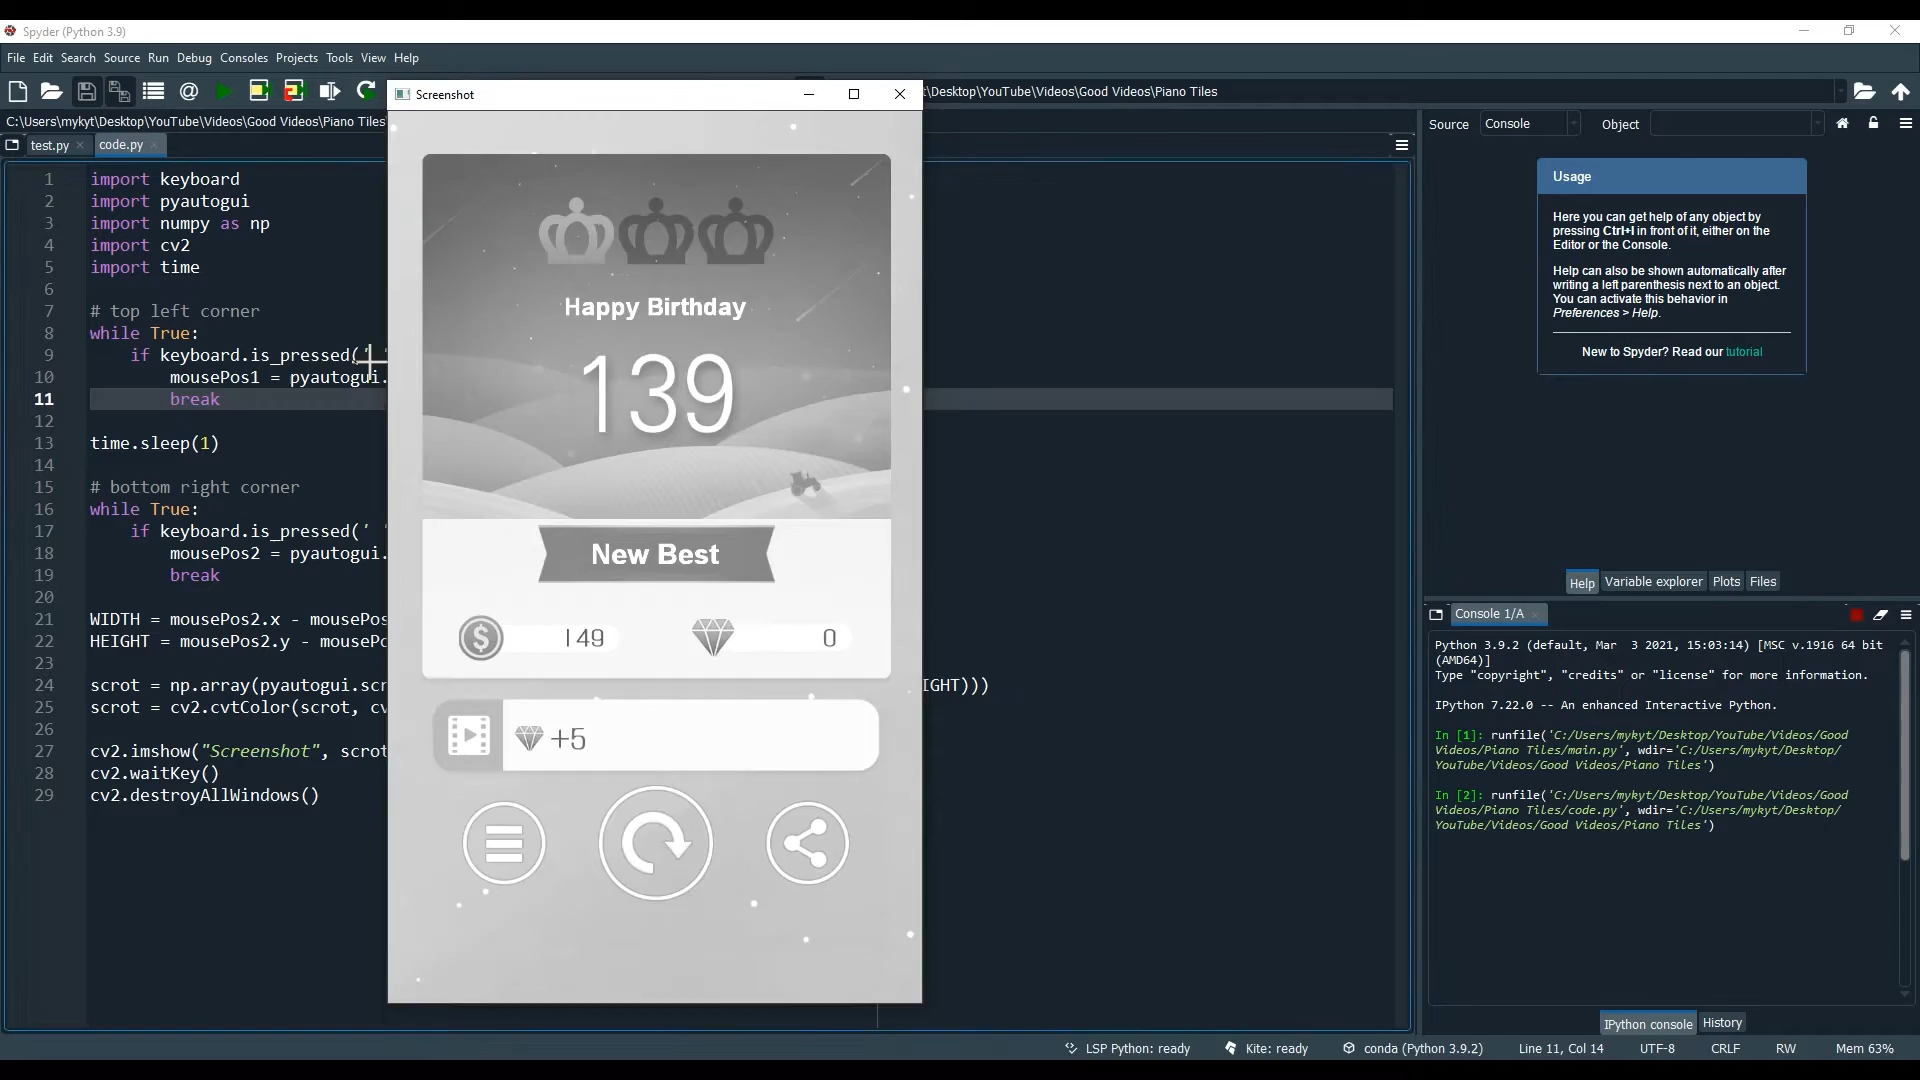 Spyder (Python 3.9)
File Edit Search Source Run Debug Consoles Projects Tools View Help
\Desktop\YouTube\Videos\Good Videos\Piano Tiles
C:\Users\mykyt\Desktop\YouTube\Videos\Good Videos\Piano Tiles
test.py
code.py
1 import keyboard
2 import pyautogui
3 import numpy as np
4 import cv2
5 import time
6
7 # top left corner
8 while True:
9 if keyboard.is_pressed('
10 mousePos1 = pyautogui.
11 break
12
13 time.sleep(1)
14
15 # bottom right corner
16 while True:
17 if keyboard.is_pressed(' '
18 mousePos2 = pyautogui.
19 break
20
21 WIDTH = mousePos2.x - mousePos
22 HEIGHT = mousePos2.y - mousePo
23
24 scrot = np.array(pyautogui.scr
IGHT)))
25 scrot = cv2.cvtColor(scrot, cv
26
27 cv2.imshow("Screenshot", scrot
28 cv2.waitKey()
29 cv2.destroyAllWindows()
Screenshot
Happy Birthday
139
New Best
149
0
+5
Source Console Object
Usage
Here you can get help of any object by
pressing Ctrl+I in front of it, either on the
Editor or the Console.
Help can also be shown automatically after
writing a left parenthesis next to an object.
You can activate this behavior in
Preferences > Help.
New to Spyder? Read our tutorial
Help Variable explorer Plots Files
Console 1/A
Python 3.9.2 (default, Mar 3 2021, 15:03:14) [MSC v.1916 64 bit
(AMD64)]
Type "copyright", "credits" or "license" for more information.
IPython 7.22.0 -- An enhanced Interactive Python.
In [1]: runfile('C:/Users/mykyt/Desktop/YouTube/Videos/Good
Videos/Piano Tiles/main.py', wdir='C:/Users/mykyt/Desktop/
YouTube/Videos/Good Videos/Piano Tiles')
In [2]: runfile('C:/Users/mykyt/Desktop/YouTube/Videos/Good
Videos/Piano Tiles/code.py', wdir='C:/Users/mykyt/Desktop/
YouTube/Videos/Good Videos/Piano Tiles')
IPython console History
LSP Python: ready Kite: ready conda (Python 3.9.2) Line 11, Col 14 UTF-8 CRLF RW Mem 63%